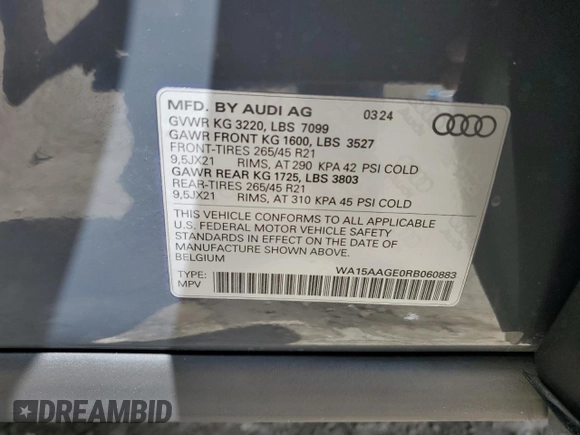 MFD. BY AUDI AG 0324
GVWR KG 3220, LBS 7099
GAWR FRONT KG 1600, LBS 3527
FRONT-TIRES 265/45 R21
9,5JX21 RIMS, AT 290 KPA 42 PSI COLD
GAWR REAR KG 1725, LBS 3803
REAR-TIRES 265/45 R21
9,5JX21 RIMS, AT 310 KPA 45 PSI COLD
THIS VEHICLE CONFORMS TO ALL APPLICABLE
U.S. FEDERAL MOTOR VEHICLE SAFETY
STANDARDS IN EFFECT ON THE DATE OF
MANUFACTURE SHOWN ABOVE.
BELGIUM
WA15AAGE0RB060883
TYPE:
MPV
DREAMBID